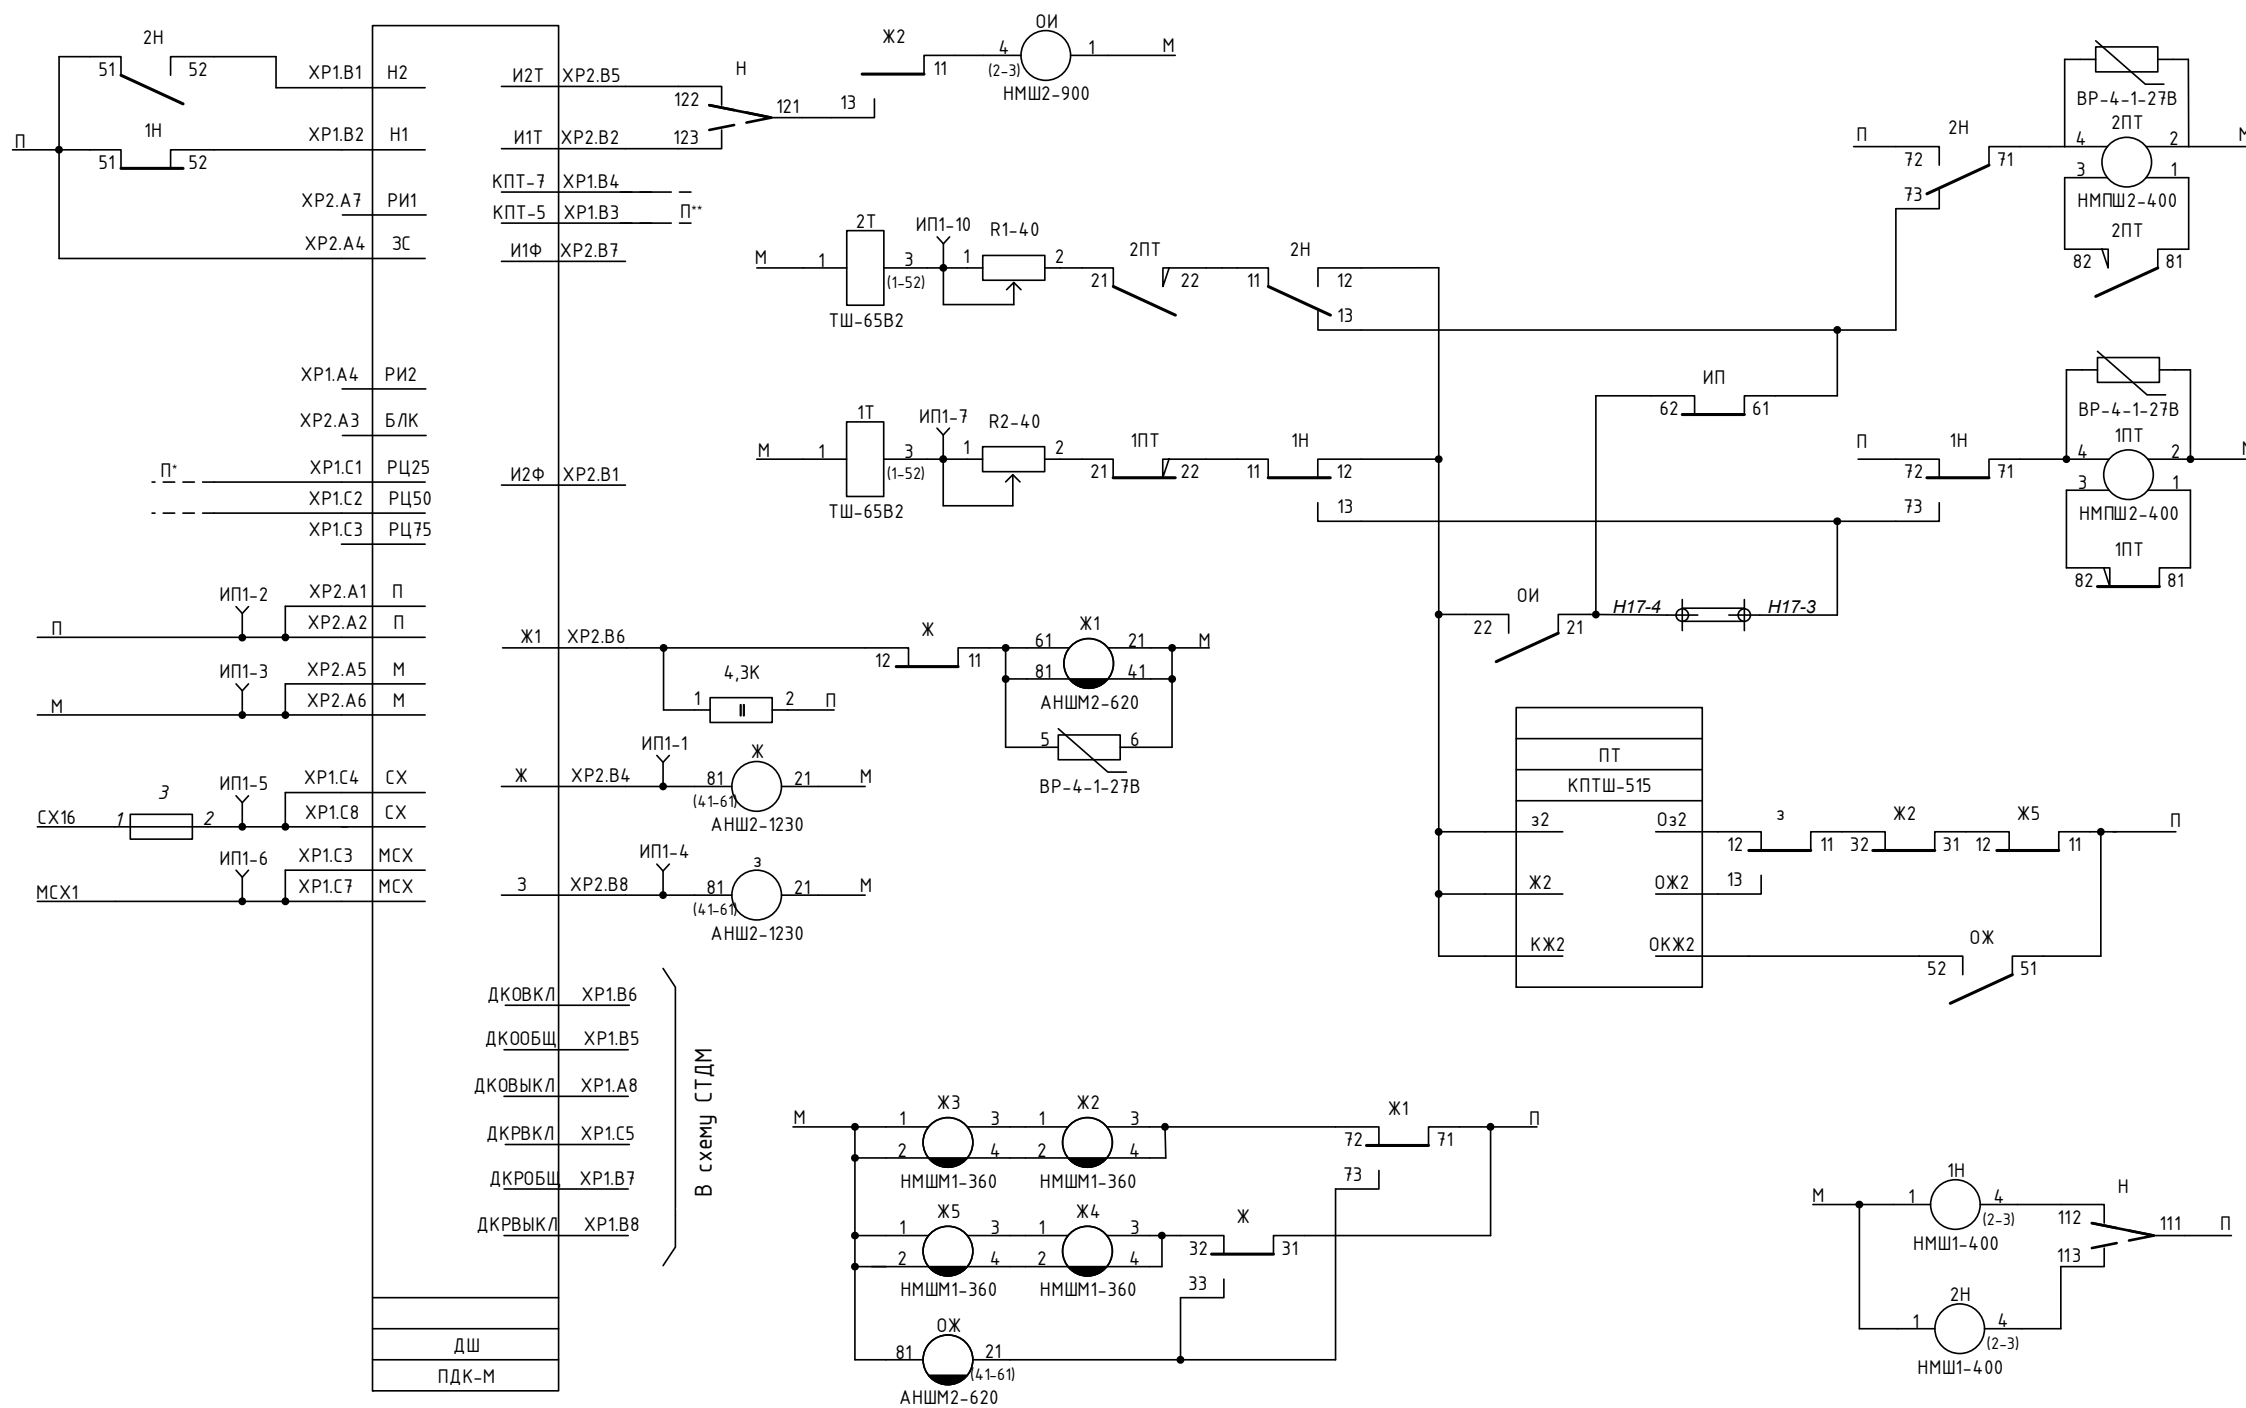 2Н
51 52
ХР1.В1 Н2
П
1Н
51 52
ХР1.В2 Н1
ХР2.А7 РИ1
ХР2.А4 ЗС
ХР1.А4 РИ2
ХР2.А3 БЛК
П* ХР1.С1 РЦ25
ХР1.С2 РЦ50
ХР1.С3 РЦ75
ИП1-2
ХР2.А1 П
П ХР2.А2 П
ИП1-3
ХР2.А5 М
М ХР2.А6 М
ИП1-5
ХР1.С4 СХ
3
СХ16 1 2 ХР1.С8 СХ
ИП1-6
ХР1.С3 МСХ
МСХ1 ХР1.С7 МСХ
И2Т ХР2.В5
И1Т ХР2.В2
КПТ-7 ХР1.В4
КПТ-5 ХР1.В3 П**
И1Ф ХР2.В7
И2Ф ХР2.В1
Ж1 ХР2.В6
Ж ХР2.В4
З ХР2.В8
ДКОВКЛ ХР1.В6
ДКООБЩ ХР1.В5
ДКОВЫКЛ ХР1.А8
ДКРВКЛ ХР1.С5
ДКРОБЩ ХР1.В7
ДКРВЫКЛ ХР1.В8
В схему СТДМ
ДШ
ПДК-М
Н
122 121 13
123
Ж2
11
ОИ
4 1 М
(2-3)
НМШ2-900
2Т ИП1-10 R1-40 2ПТ 2Н
М 1 3 1 2 21 22 11 12
(1-52)
13
ТШ-65В2
1Т ИП1-7 R2-40 1ПТ 1Н
М 1 3 1 2 21 22 11 12
(1-52)
13
ТШ-65В2
ИП
62 61
ОИ
22 21
Н17-4 Н17-3
П 2Н
72 71
73
ВР-4-1-27В
2ПТ
4 2 М
3 1
НМПШ2-400
2ПТ
82 81
П 1Н
72 71
73
ВР-4-1-27В
1ПТ
4 2
3 1
НМПШ2-400
1ПТ
82 81
Ж
12 11
Ж1
61 21 М
81 41
АНШМ2-620
5 6
ВР-4-1-27В
4,3К
1 2 П
ИП1-1 Ж
81 21 М
(41-61)
АНШ2-1230
ИП1-4 з
81 21 М
(41-61)
АНШ2-1230
ПТ
КПТШ-515
з2 Оз2
Ж2 ОЖ2
КЖ2 ОКЖ2
з Ж2 Ж5
12 11 32 31 12 11 П
13
ОЖ
52 51
М Ж3 Ж2
1 3 1 3
2 4 2 4
НМШМ1-360 НМШМ1-360
Ж1
72 71 П
73
Ж5 Ж4
1 3 1 3
2 4 2 4
НМШМ1-360 НМШМ1-360
Ж
32 31
33
ОЖ
81 21
(41-61)
АНШМ2-620
1Н Н
М 1 4 112 111 П
(2-3)
НМШ1-400 113
2Н
1 4
(2-3)
НМШ1-400